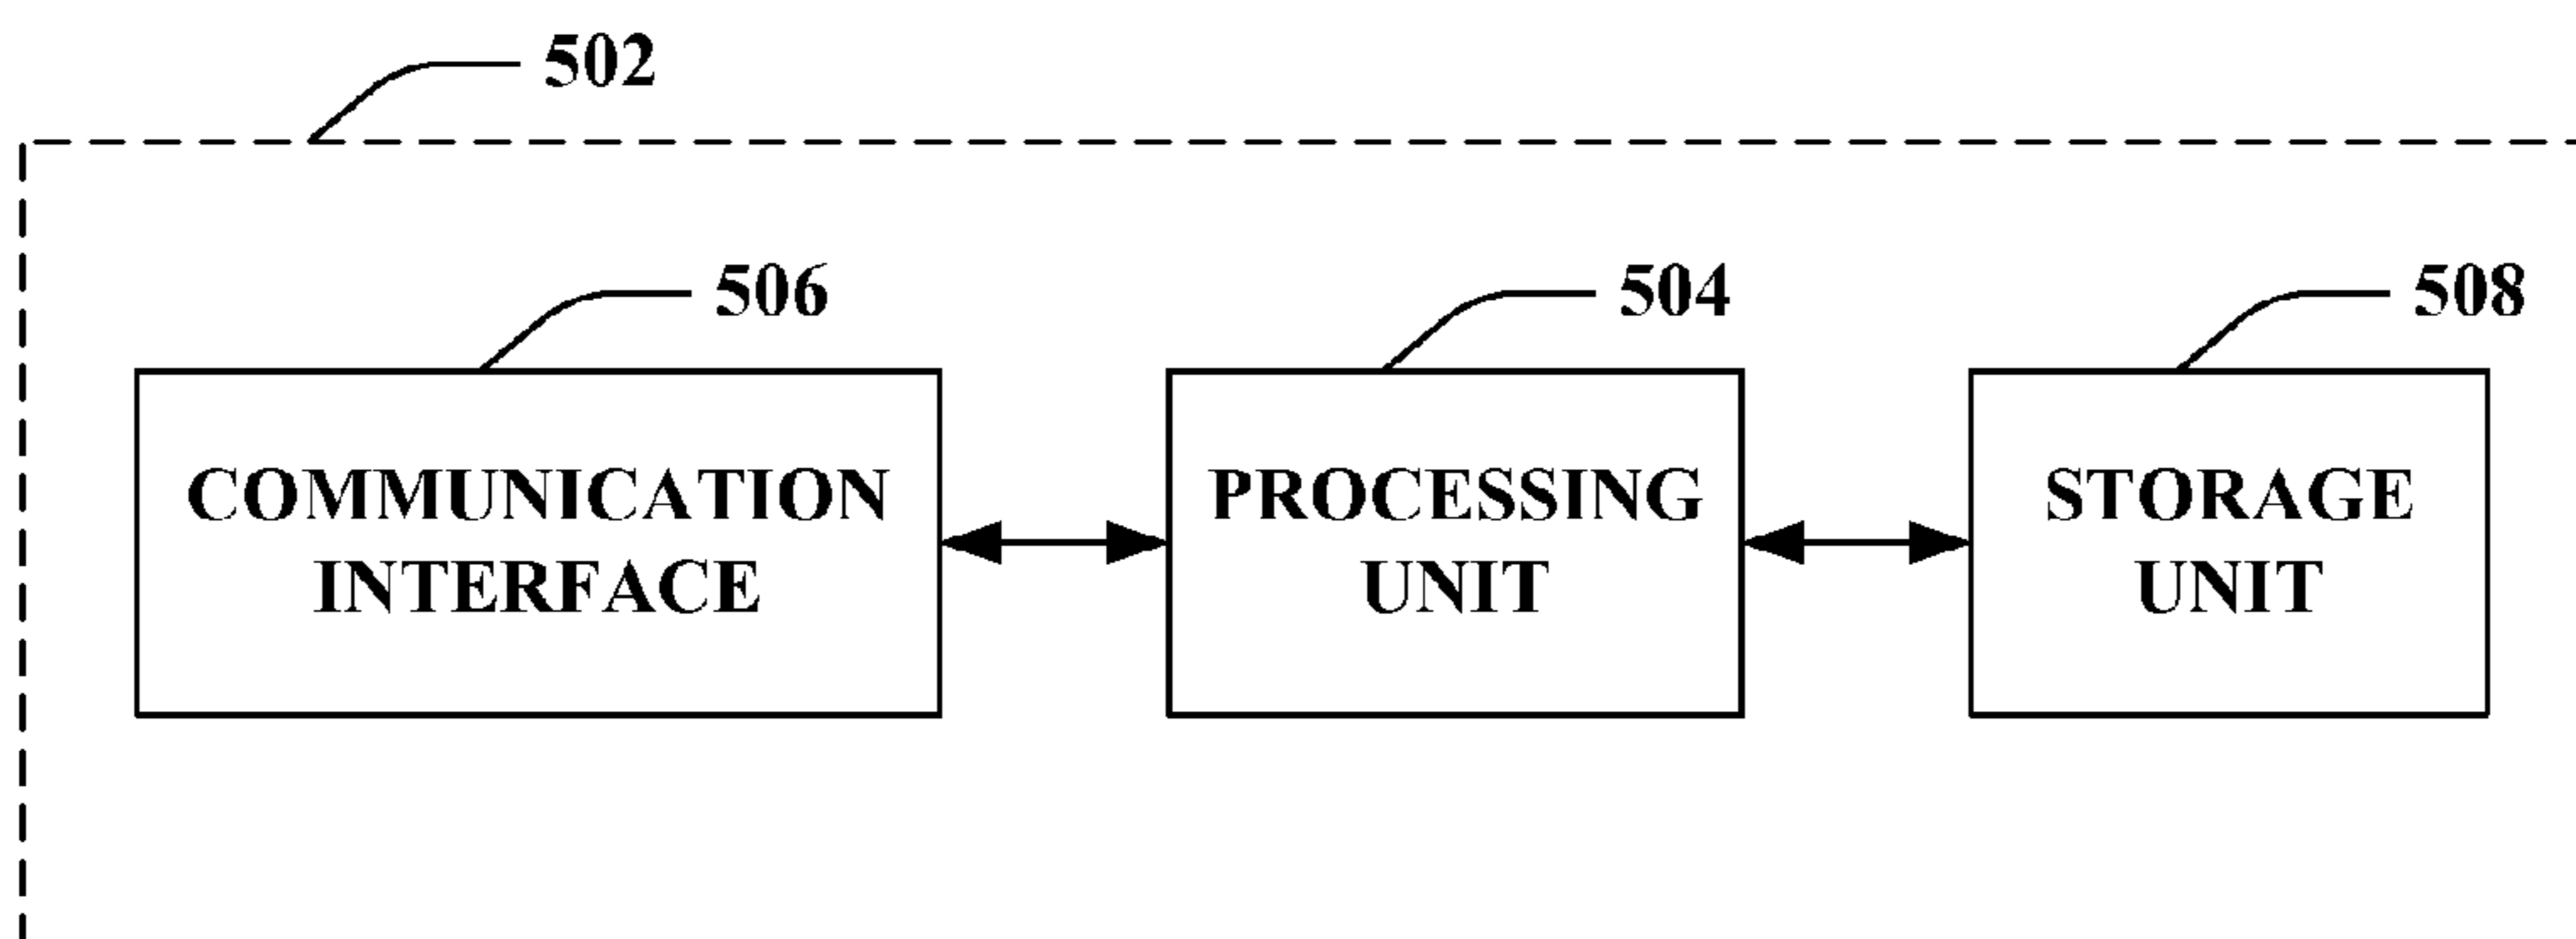 502
506
504
508
COMMUNICATION
INTERFACE
PROCESSING
UNIT
STORAGE
UNIT